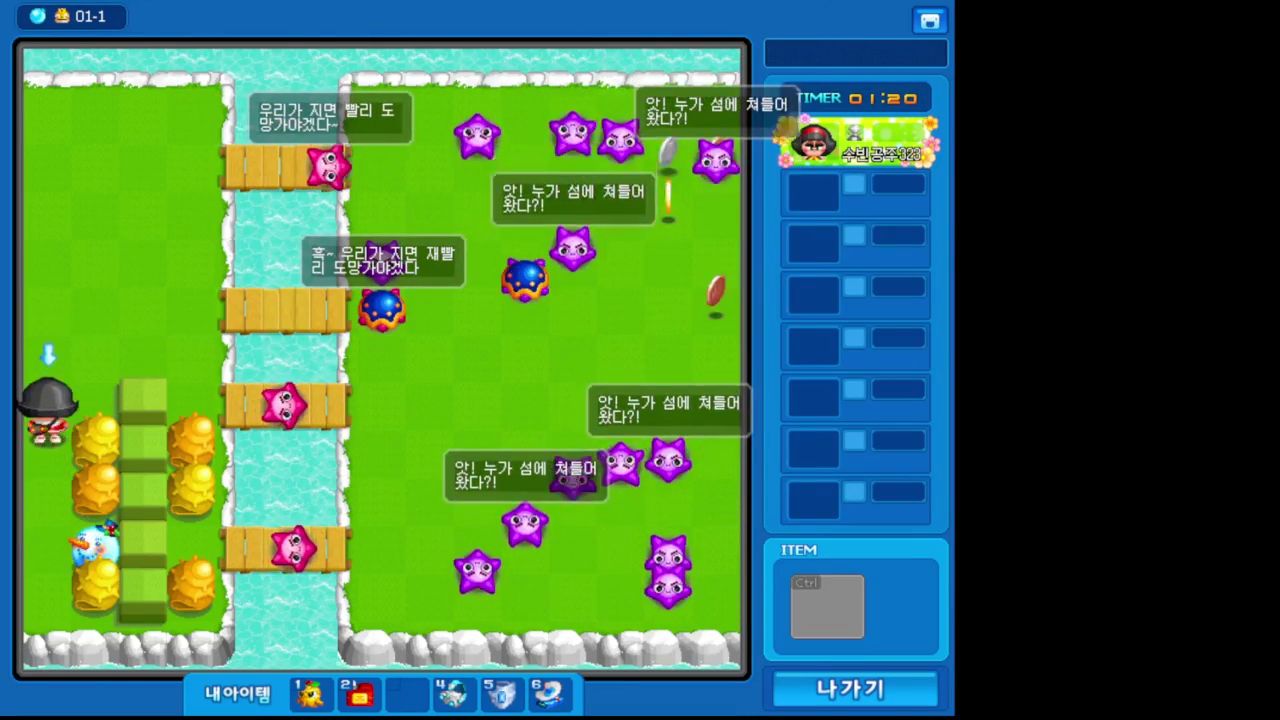 01-1
우리가 지면 빨리 도
망가야겠다~
앗! 누가 섬에 쳐들어
왔다?!
TIMER 01:20
수빈공주023
앗! 누가 섬에 쳐들어
왔다?!
흑~ 우리가 지면 재빨
리 도망가야겠다
앗! 누가 섬에 쳐들어
왔다?!
앗! 누가 섬에 쳐들어
왔다?!
ITEM
Ctrl
내아이템
1 2 4 5 6
나가기